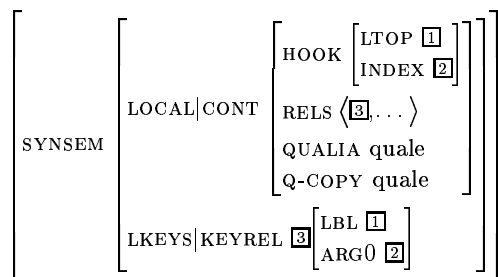 HOOK LTOP 1
INDEX 2
LOCAL|CONT RELS ⟨3,...⟩
SYNSEM QUALIA quale
Q-COPY quale
LKEYS|KEYREL 3 LBL 1
ARG0 2